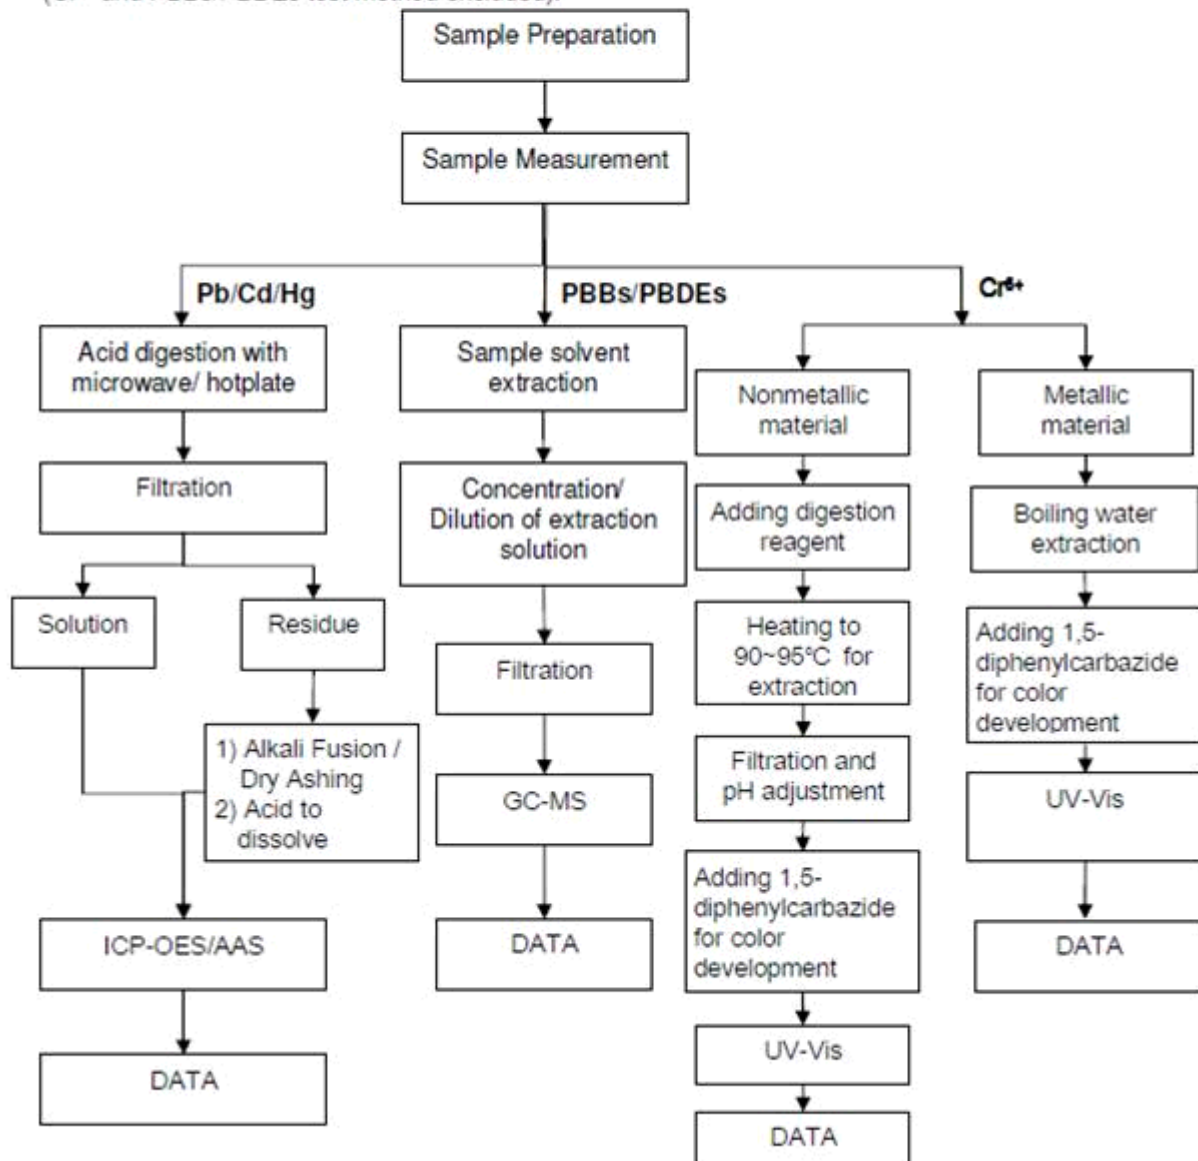 Sample Preparation
Sample Measurement
Pb/Cd/Hg
PBBs/PBDEs
Cr⁶⁺
Acid digestion with
microwave/ hotplate
Filtration
Solution
Residue
1) Alkali Fusion /
Dry Ashing
2) Acid to
dissolve
ICP-OES/AAS
DATA
Sample solvent
extraction
Concentration/
Dilution of extraction
solution
Filtration
GC-MS
DATA
Nonmetallic
material
Adding digestion
reagent
Heating to
90~95°C for
extraction
Filtration and
pH adjustment
Adding 1,5-
diphenylcarbazide
for color
development
UV-Vis
DATA
Metallic
material
Boiling water
extraction
Adding 1,5-
diphenylcarbazide
for color
development
UV-Vis
DATA